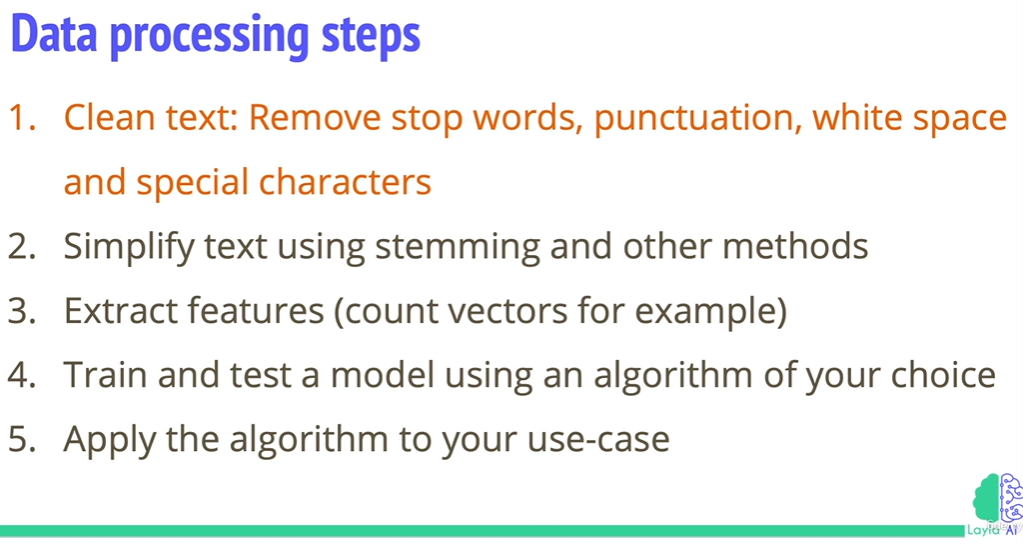 Data processing steps
1. Clean text: Remove stop words, punctuation, white space
and special characters
2. Simplify text using stemming and other methods
3. Extract features (count vectors for example)
4. Train and test a model using an algorithm of your choice
5. Apply the algorithm to your use-case
Layla AI